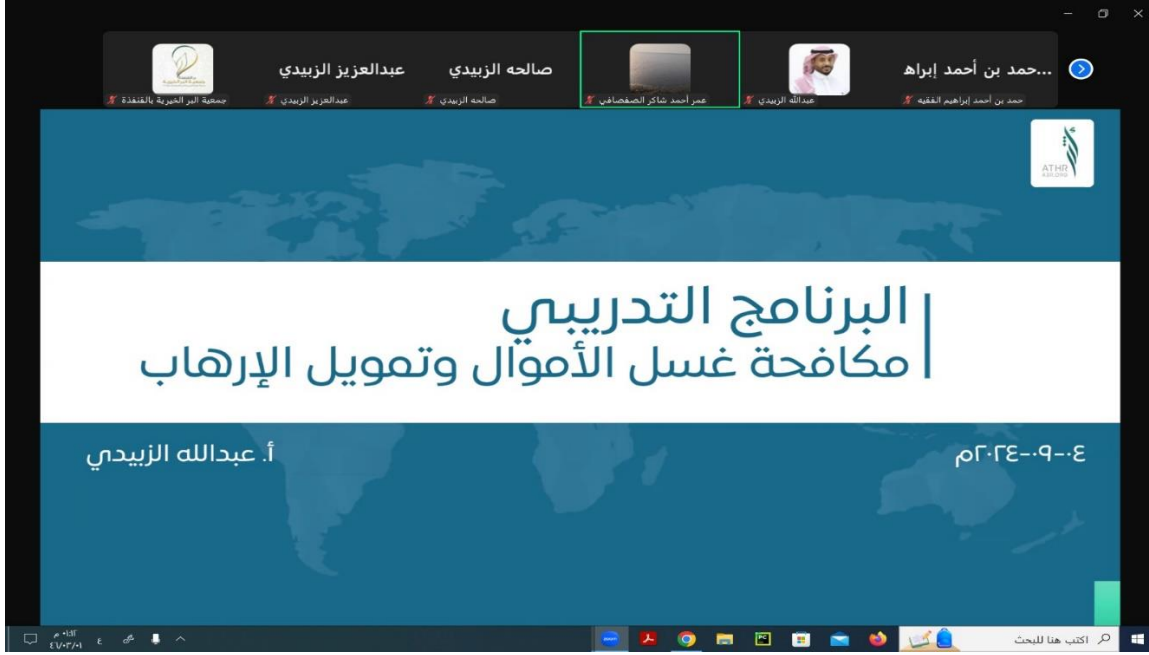 حمد بن أحمد إبراه...
صالحه الزبيدي
عبدالعزيز الزبيدي
حمد بن أحمد إبراهيم الفقيه
عبدالله الزبيدي
عمر أحمد شاكر الصفصافي
صالحه الزبيدي
عبدالعزيز الزبيدي
جمعية البر الخيرية بالقنفذة
ATHR
البرنامج التدريبي
مكافحة غسل الأموال وتمويل الإرهاب
٤-٠٩-٢٠٢٤م
أ. عبدالله الزبيدي
اكتب هنا للبحث
zoom
PC
ع